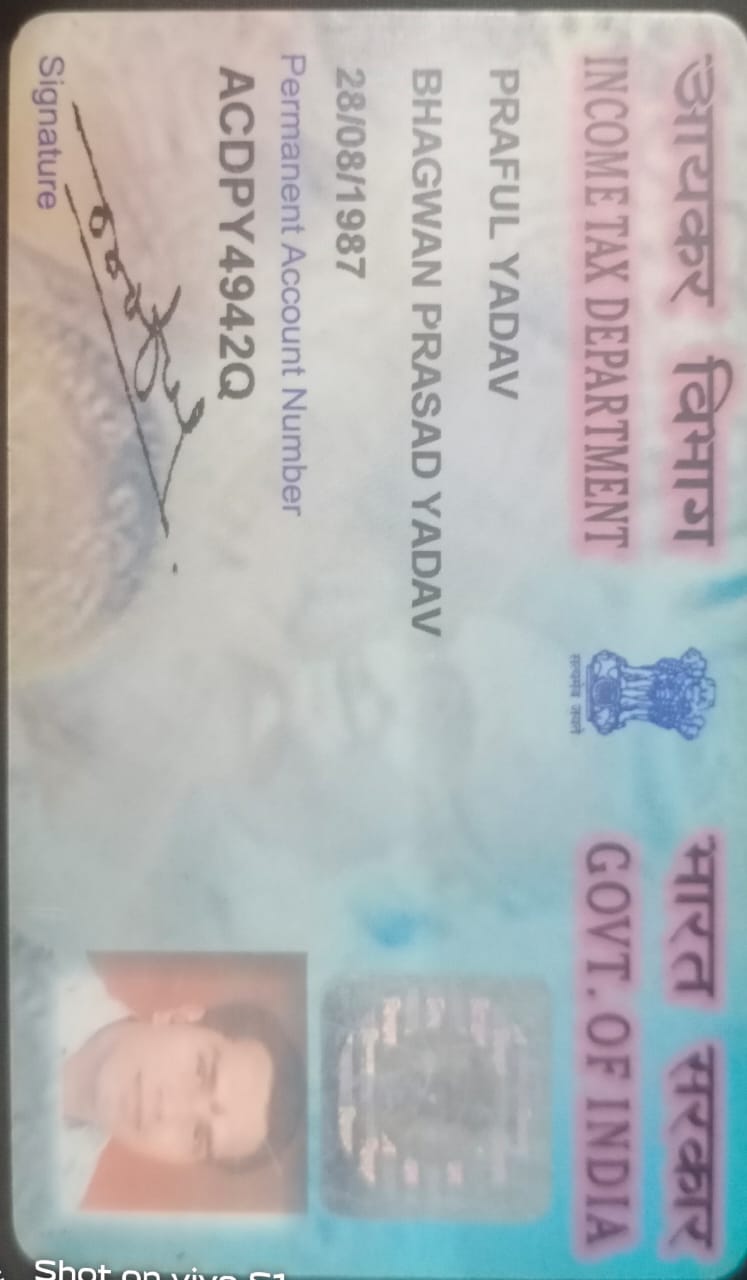 आयकर विभाग
INCOME TAX DEPARTMENT
सत्यमेव जयते
भारत सरकार
GOVT. OF INDIA
PRAFUL YADAV
BHAGWAN PRASAD YADAV
28/08/1987
Permanent Account Number
ACDPY4942Q
Signature
Shot on vivo S1